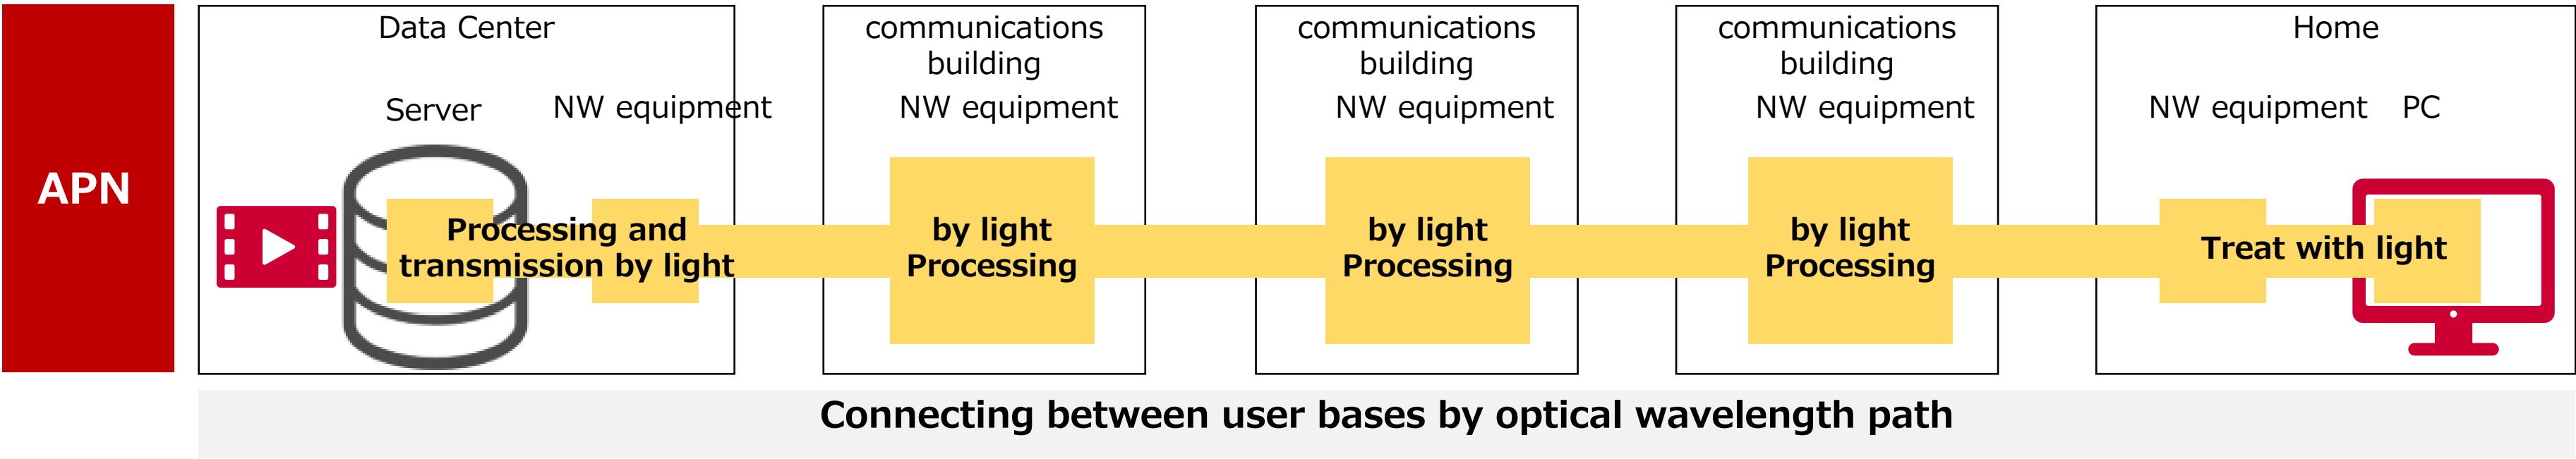 APN
Data Center
Server
NW equipment
Processing and
transmission by light
communications
building
NW equipment
by light
Processing
communications
building
NW equipment
by light
Processing
communications
building
NW equipment
by light
Processing
Home
NW equipment
PC
Treat with light
Connecting between user bases by optical wavelength path